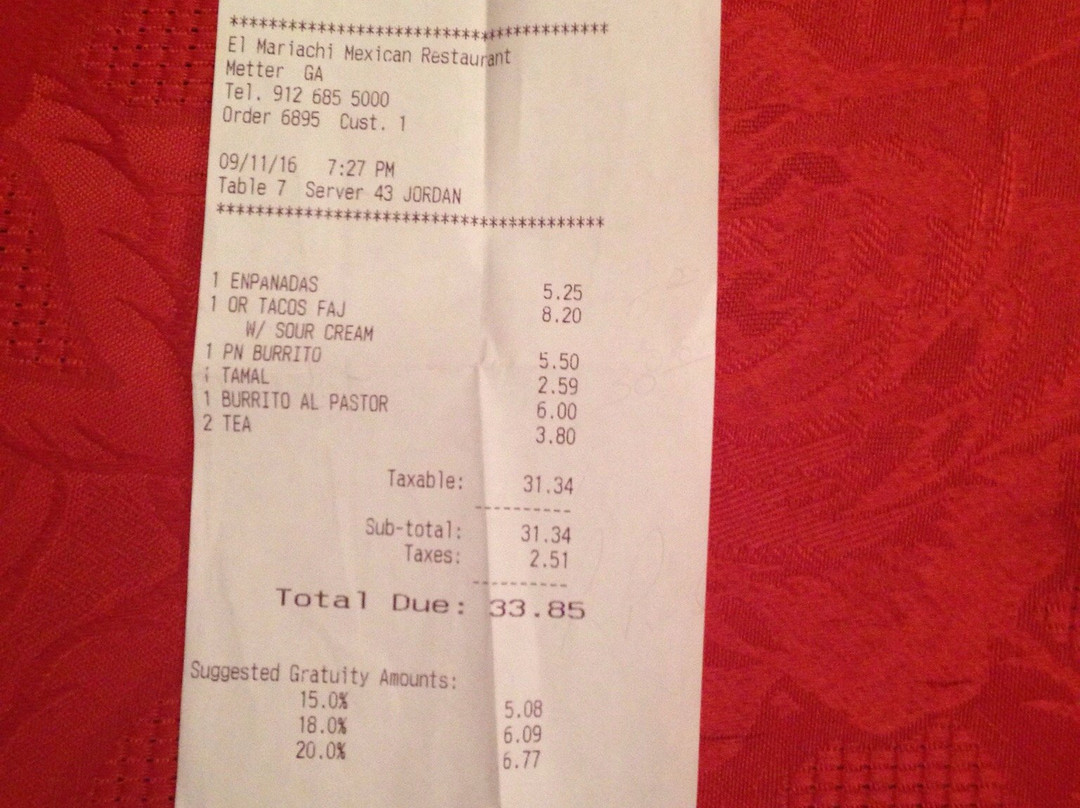 ***************************************
El Mariachi Mexican Restaurant
Metter GA
Tel. 912 685 5000
Order 6895 Cust. 1
09/11/16 7:27 PM
Table 7 Server 43 JORDAN
***************************************
1 ENPANADAS 5.25
1 OR TACOS FAJ 8.20
W/ SOUR CREAM
1 PN BURRITO 5.50
1 TAMAL 2.59
1 BURRITO AL PASTOR 6.00
2 TEA 3.80
Taxable: 31.34
----------
Sub-total: 31.34
Taxes: 2.51
----------
Total Due: 33.85
Suggested Gratuity Amounts:
15.0% 5.08
18.0% 6.09
20.0% 6.77